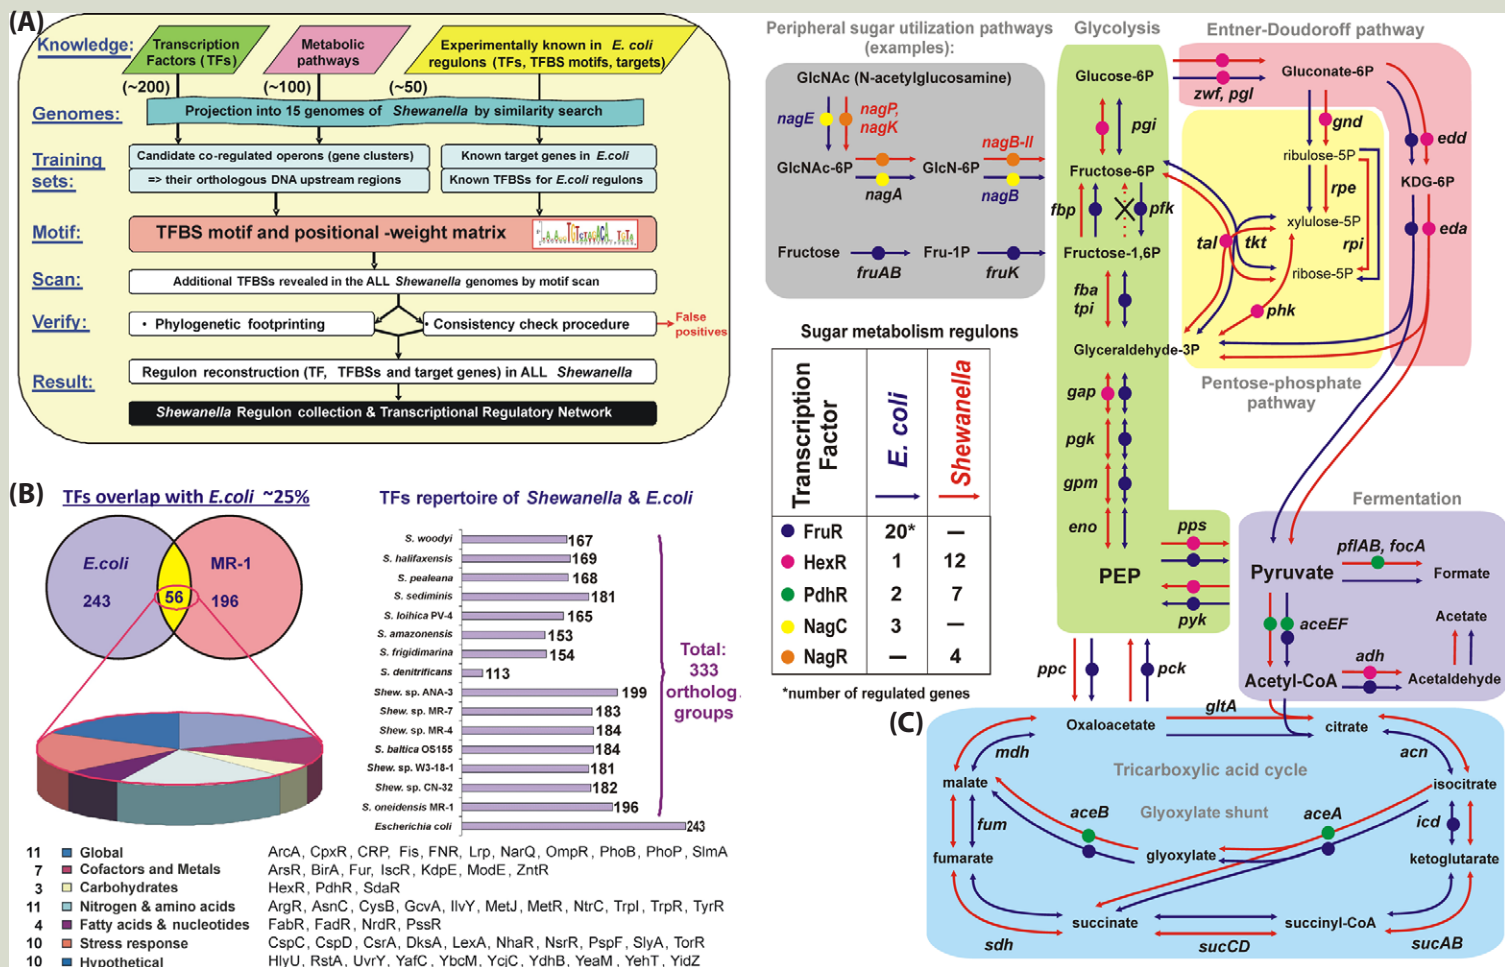 (A)
Knowledge:
Transcription
Factors (TFs)
Metabolic
pathways
Experimentally known in E. coli
regulons (TFs, TFBS motifs, targets)
(~200)
(~100)
(~50)
Genomes:
Projection into 15 genomes of Shewanella by similarity search
Training
sets:
Candidate co-regulated operons (gene clusters)
=> their orthologous DNA upstream regions
Known target genes in E.coli
Known TFBSs for E.coli regulons
Motif:
TFBS motif and positional -weight matrix
Scan:
Additional TFBSs revealed in the ALL Shewanella genomes by motif scan
Verify:
• Phylogenetic footprinting
• Consistency check procedure
False
positives
Result:
Regulon reconstruction (TF, TFBSs and target genes) in ALL Shewanella
Shewanella Regulon collection & Transcriptional Regulatory Network
(B)
TFs overlap with E.coli ~25%
E.coli
243
56
MR-1
196
TFs repertoire of Shewanella & E.coli
S. woodyi 167
S. halifaxensis 169
S. pealeana 168
S. sediminis 181
S. loihica PV-4 165
S. amazonensis 153
S. frigidimarina 154
S. denitrificans 113
Shew. sp. ANA-3 199
Shew. sp. MR-7 183
Shew. sp. MR-4 184
S. baltica OS155 184
Shew. sp. W3-18-1 181
Shew. sp. CN-32 182
S. oneidensis MR-1 196
Escherichia coli 243
Total:
333
ortholog.
groups
11 Global ArcA, CpxR, CRP, Fis, FNR, Lrp, NarQ, OmpR, PhoB, PhoP, SlmA
7 Cofactors and Metals ArsR, BirA, Fur, IscR, KdpE, ModE, ZntR
3 Carbohydrates HexR, PdhR, SdaR
11 Nitrogen & amino acids ArgR, AsnC, CysB, GcvA, IlvY, MetJ, MetR, NtrC, TrpI, TrpR, TyrR
4 Fatty acids & nucleotides FabR, FadR, NrdR, PssR
10 Stress response CspC, CspD, CsrA, DksA, LexA, NhaR, NsrR, PspF, SlyA, TorR
10 Hypothetical HlyU, RstA, UvrY, YafC, YbcM, YcjC, YdhB, YeaM, YehT, YidZ
Peripheral sugar utilization pathways
(examples):
GlcNAc (N-acetylglucosamine)
nagE
nagP,
nagK
GlcNAc-6P
nagA
GlcN-6P
nagB-II
nagB
Fructose
fruAB
Fru-1P
fruK
Sugar metabolism regulons
Transcription
Factor
E. coli
Shewanella
FruR 20* —
HexR 1 12
PdhR 2 7
NagC 3 —
NagR — 4
*number of regulated genes
Glycolysis
Glucose-6P
pgi
Fructose-6P
fbp
pfk
Fructose-1,6P
fba
tpi
Glyceraldehyde-3P
gap
pgk
gpm
eno
PEP
pps
pyk
ppc
pck
Entner-Doudoroff pathway
zwf, pgl
Gluconate-6P
gnd
edd
ribulose-5P
rpe
KDG-6P
xylulose-5P
rpi
eda
tal
tkt
ribose-5P
phk
Pentose-phosphate
pathway
Fermentation
Pyruvate
pflAB, focA
Formate
aceEF
Acetate
Acetyl-CoA
adh
Acetaldehyde
(C)
gltA
Oxaloacetate
citrate
mdh
acn
Tricarboxylic acid cycle
malate
isocitrate
Glyoxylate shunt
aceB
aceA
fum
icd
fumarate
glyoxylate
ketoglutarate
succinate
succinyl-CoA
sdh
sucCD
sucAB